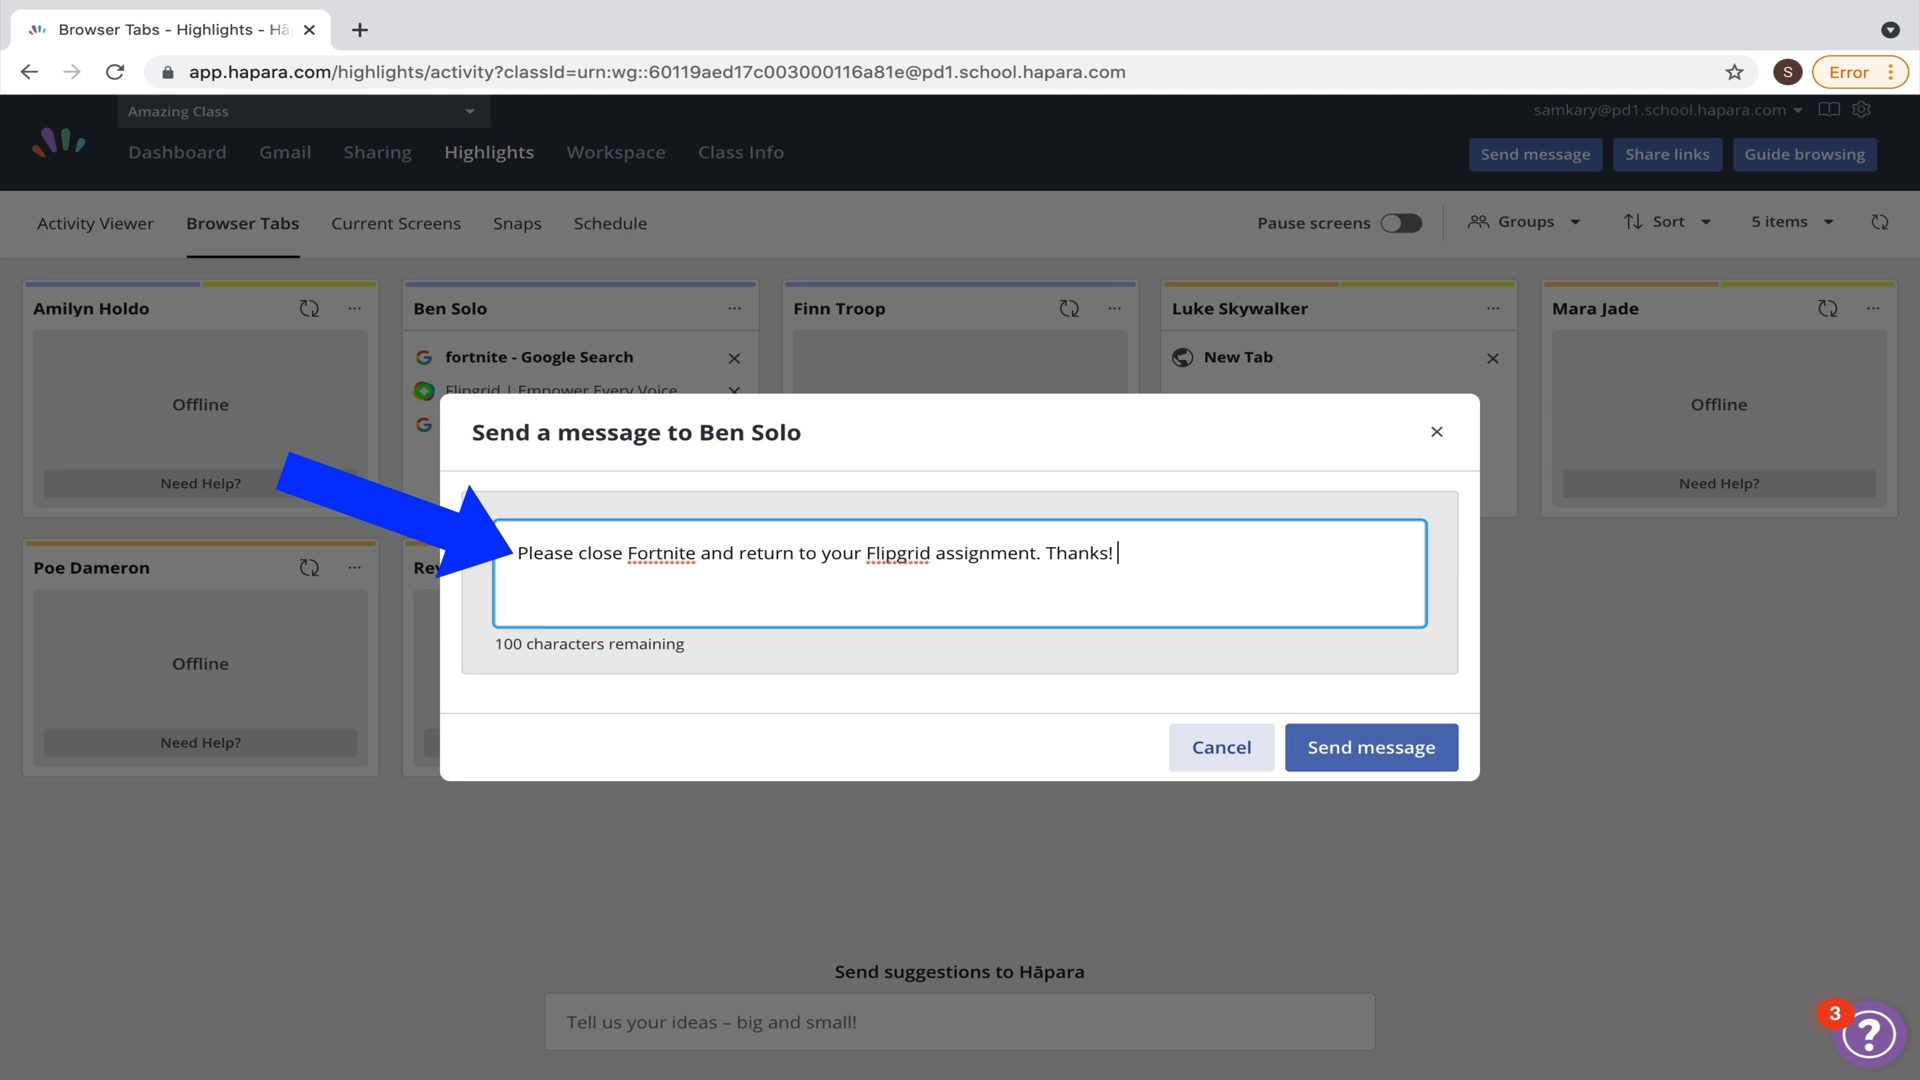 Browser Tabs - Highlights - Hā
app.hapara.com/highlights/activity?classId=urn:wg::60119aed17c003000116a81e@pd1.school.hapara.com
S
Error
Amazing Class
samkary@pd1.school.hapara.com
Dashboard Gmail Sharing Highlights Workspace Class Info
Send message Share links Guide browsing
Activity Viewer Browser Tabs Current Screens Snaps Schedule
Pause screens Groups Sort 5 items
Amilyn Holdo
Offline
Need Help?
Ben Solo
fortnite - Google Search
Flipgrid | Empower Every Voice
Finn Troop
Luke Skywalker
New Tab
Mara Jade
Offline
Need Help?
Poe Dameron
Offline
Need Help?
Send a message to Ben Solo
Please close Fortnite and return to your Flipgrid assignment. Thanks!
100 characters remaining
Cancel Send message
Send suggestions to Hāpara
Tell us your ideas – big and small!
3
?